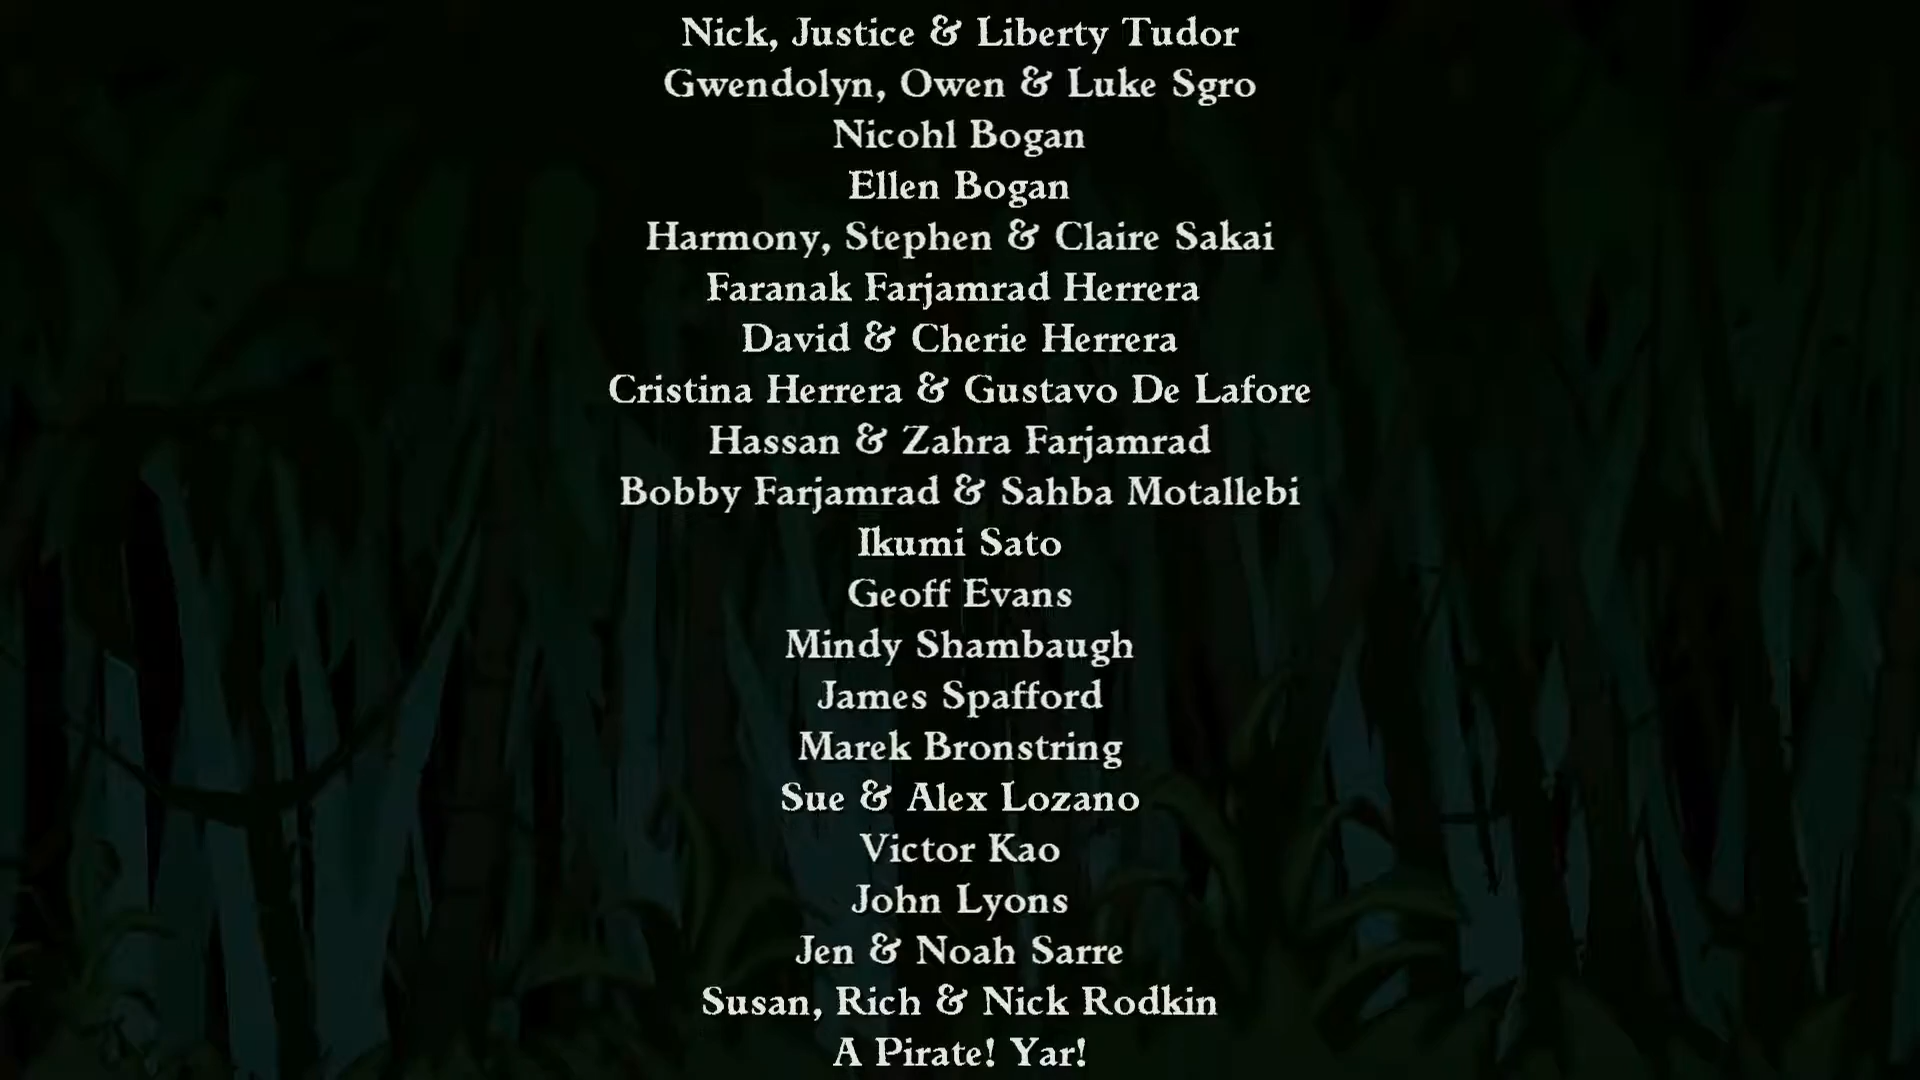 Nick, Justice & Liberty Tudor
Gwendolyn, Owen & Luke Sgro
Nicohl Bogan
Ellen Bogan
Harmony, Stephen & Claire Sakai
Faranak Farjamrad Herrera
David & Cherie Herrera
Cristina Herrera & Gustavo De Lafore
Hassan & Zahra Farjamrad
Bobby Farjamrad & Sahba Motallebi
Ikumi Sato
Geoff Evans
Mindy Shambaugh
James Spafford
Marek Bronstring
Sue & Alex Lozano
Victor Kao
John Lyons
Jen & Noah Sarre
Susan, Rich & Nick Rodkin
A Pirate! Yar!